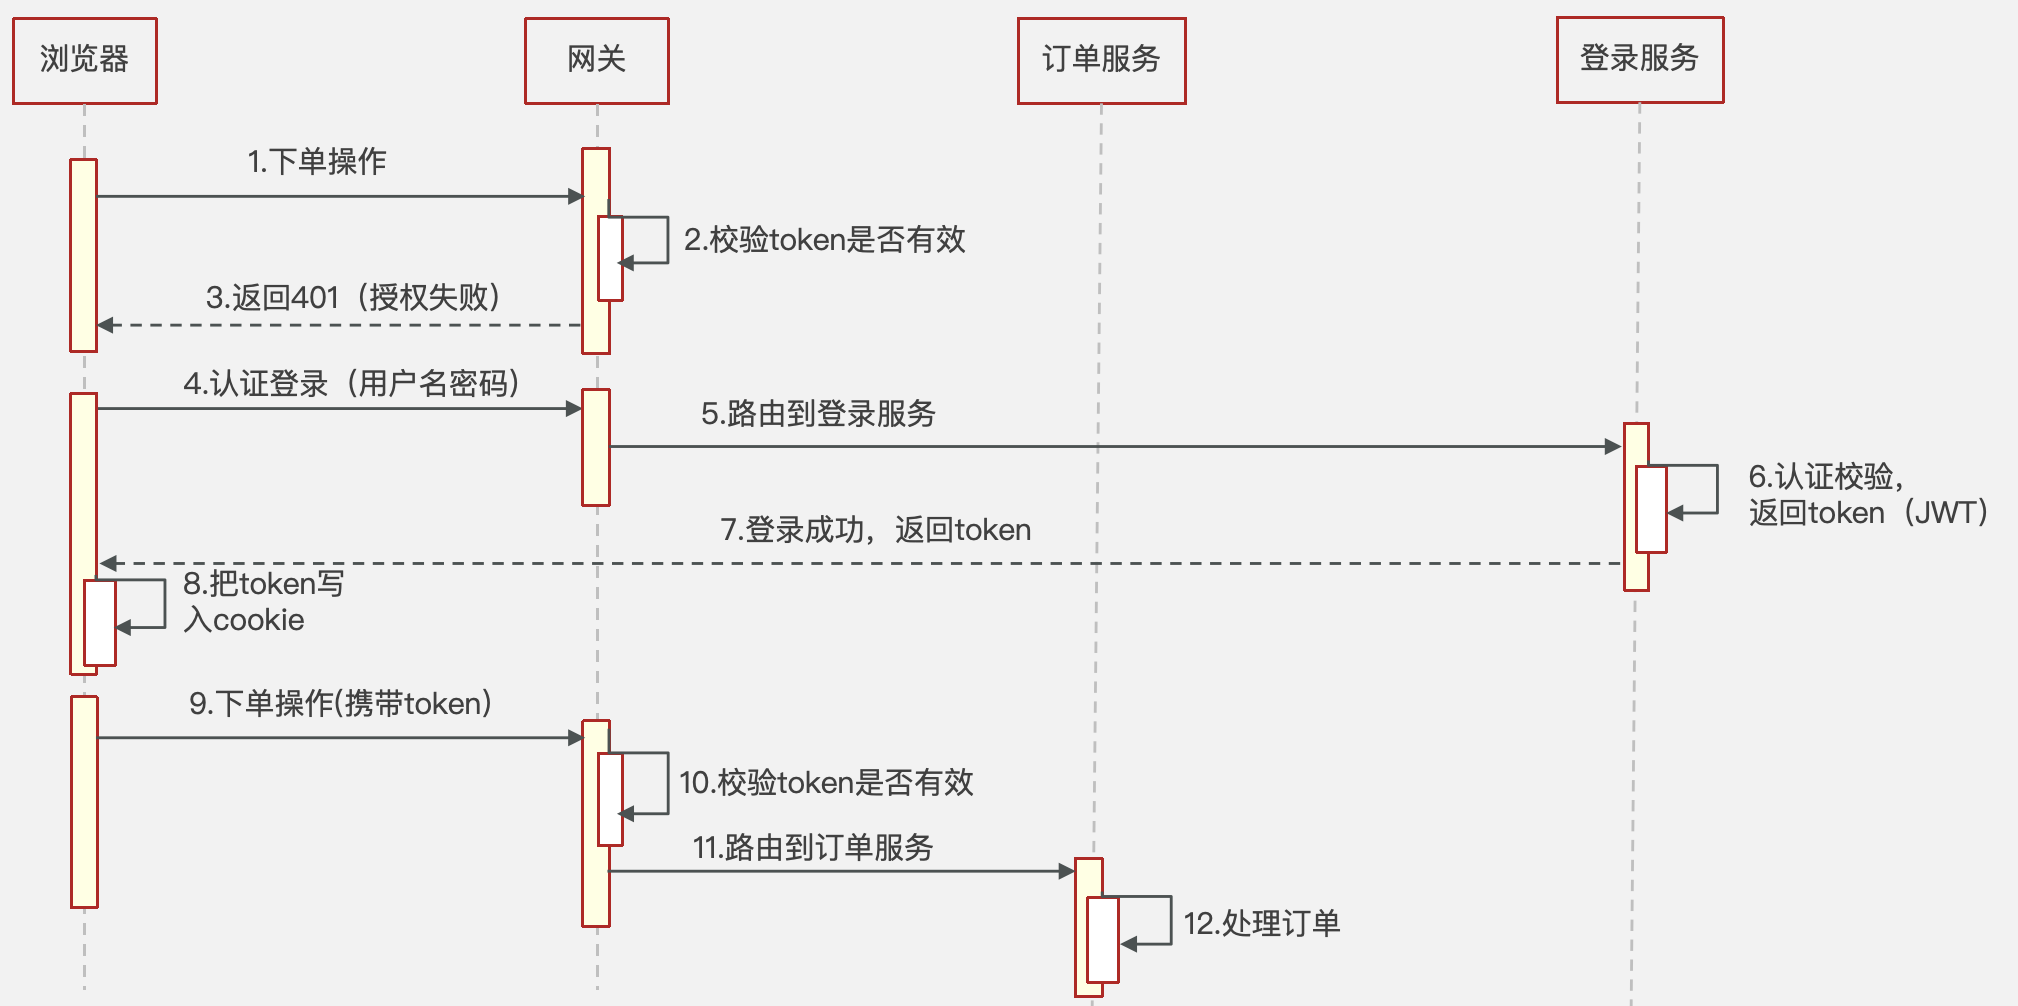 浏览器
网关
订单服务
登录服务
1.下单操作
2.校验token是否有效
3.返回401（授权失败）
4.认证登录（用户名密码）
5.路由到登录服务
6.认证校验，
返回token（JWT）
7.登录成功，返回token
8.把token写
入cookie
9.下单操作(携带token)
10.校验token是否有效
11.路由到订单服务
12.处理订单